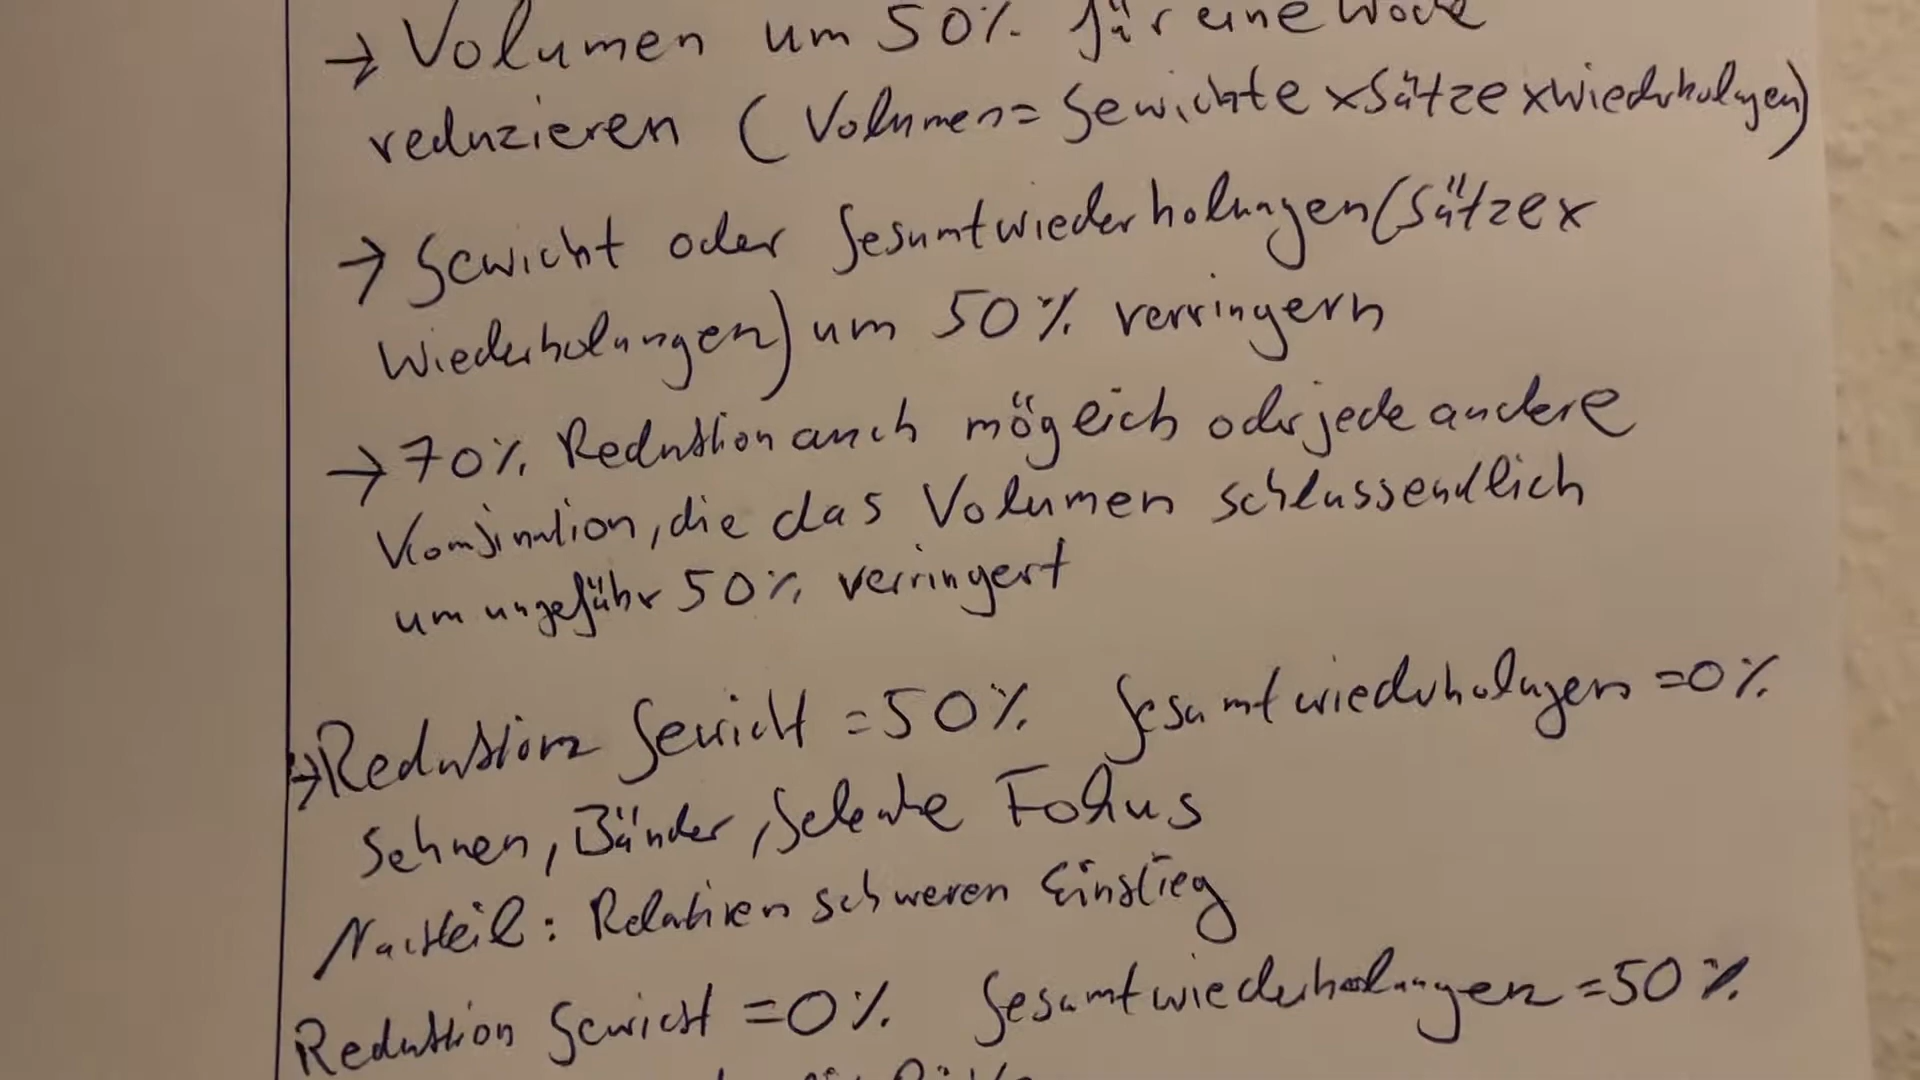 → Volumen um 50% für eine Woche
reduzieren (Volumen = Gewichte x Sätze x Wiederholungen)
→ Gewicht oder Gesamtwiederholungen (Sätze x
Wiederholungen) um 50% verringern
→ 70% Reduktion auch möglich oder jede andere
Kombination, die das Volumen schlussendlich
um ungefähr 50% verringert
→ Reduktion Gewicht = 50% Gesamtwiederholungen = 0%
Sehnen, Bänder, Gelenke Fokus
Nachteil: Relativen schweren Einstieg
Reduktion Gewicht = 0% Gesamtwiederholungen = 50%